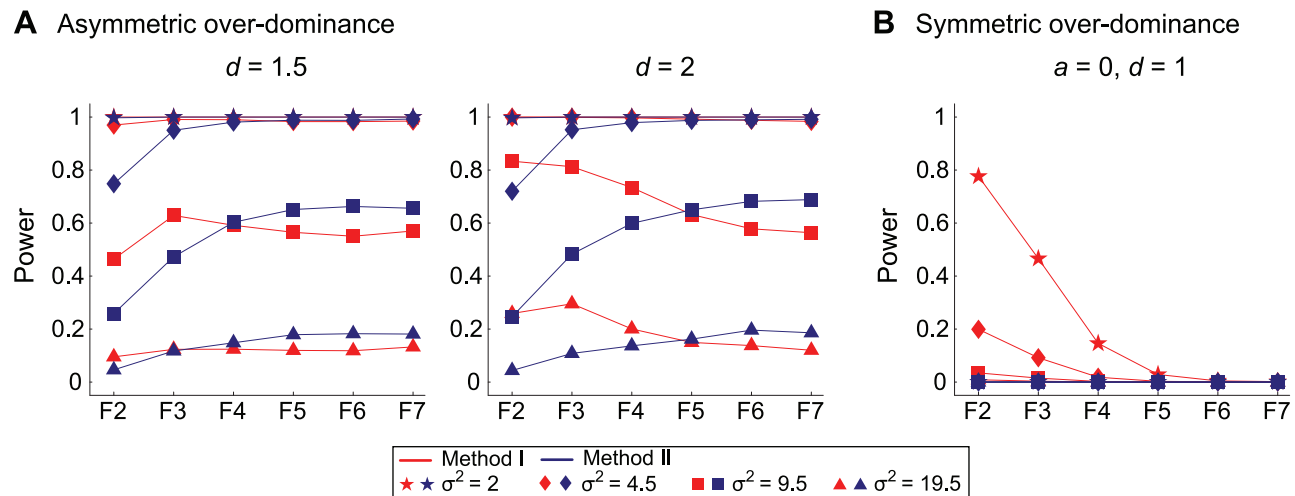 A Asymmetric over-dominance
B Symmetric over-dominance
d = 1.5
d = 2
a = 0, d = 1
Power
1
0.8
0.6
0.4
0.2
0
F2 F3 F4 F5 F6 F7
Power
1
0.8
0.6
0.4
0.2
0
F2 F3 F4 F5 F6 F7
Power
1
0.8
0.6
0.4
0.2
0
F2 F3 F4 F5 F6 F7
Method I Method II
σ² = 2 σ² = 4.5 σ² = 9.5 σ² = 19.5